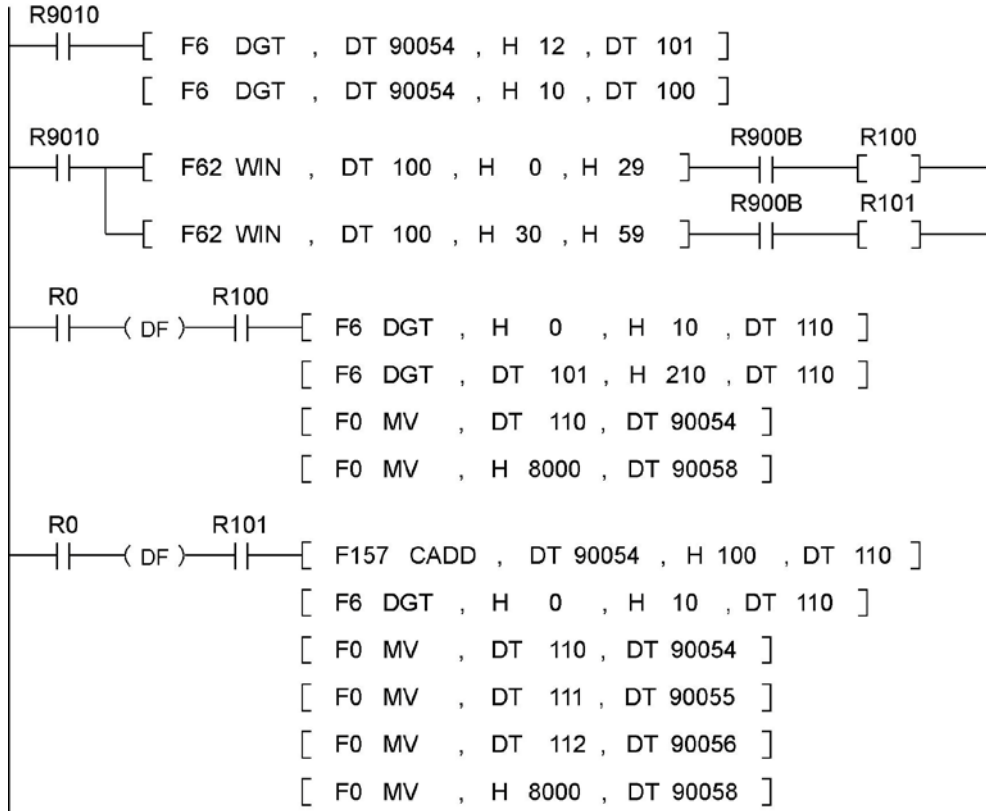 R9010
[ F6 DGT , DT 90054 , H 12 , DT 101 ]
[ F6 DGT , DT 90054 , H 10 , DT 100 ]
R9010 R900B R100
[ F62 WIN , DT 100 , H 0 , H 29 ] [ ]
R900B R101
[ F62 WIN , DT 100 , H 30 , H 59 ] [ ]
R0 R100
( DF ) [ F6 DGT , H 0 , H 10 , DT 110 ]
[ F6 DGT , DT 101 , H 210 , DT 110 ]
[ F0 MV , DT 110 , DT 90054 ]
[ F0 MV , H 8000 , DT 90058 ]
R0 R101
( DF ) [ F157 CADD , DT 90054 , H 100 , DT 110 ]
[ F6 DGT , H 0 , H 10 , DT 110 ]
[ F0 MV , DT 110 , DT 90054 ]
[ F0 MV , DT 111 , DT 90055 ]
[ F0 MV , DT 112 , DT 90056 ]
[ F0 MV , H 8000 , DT 90058 ]